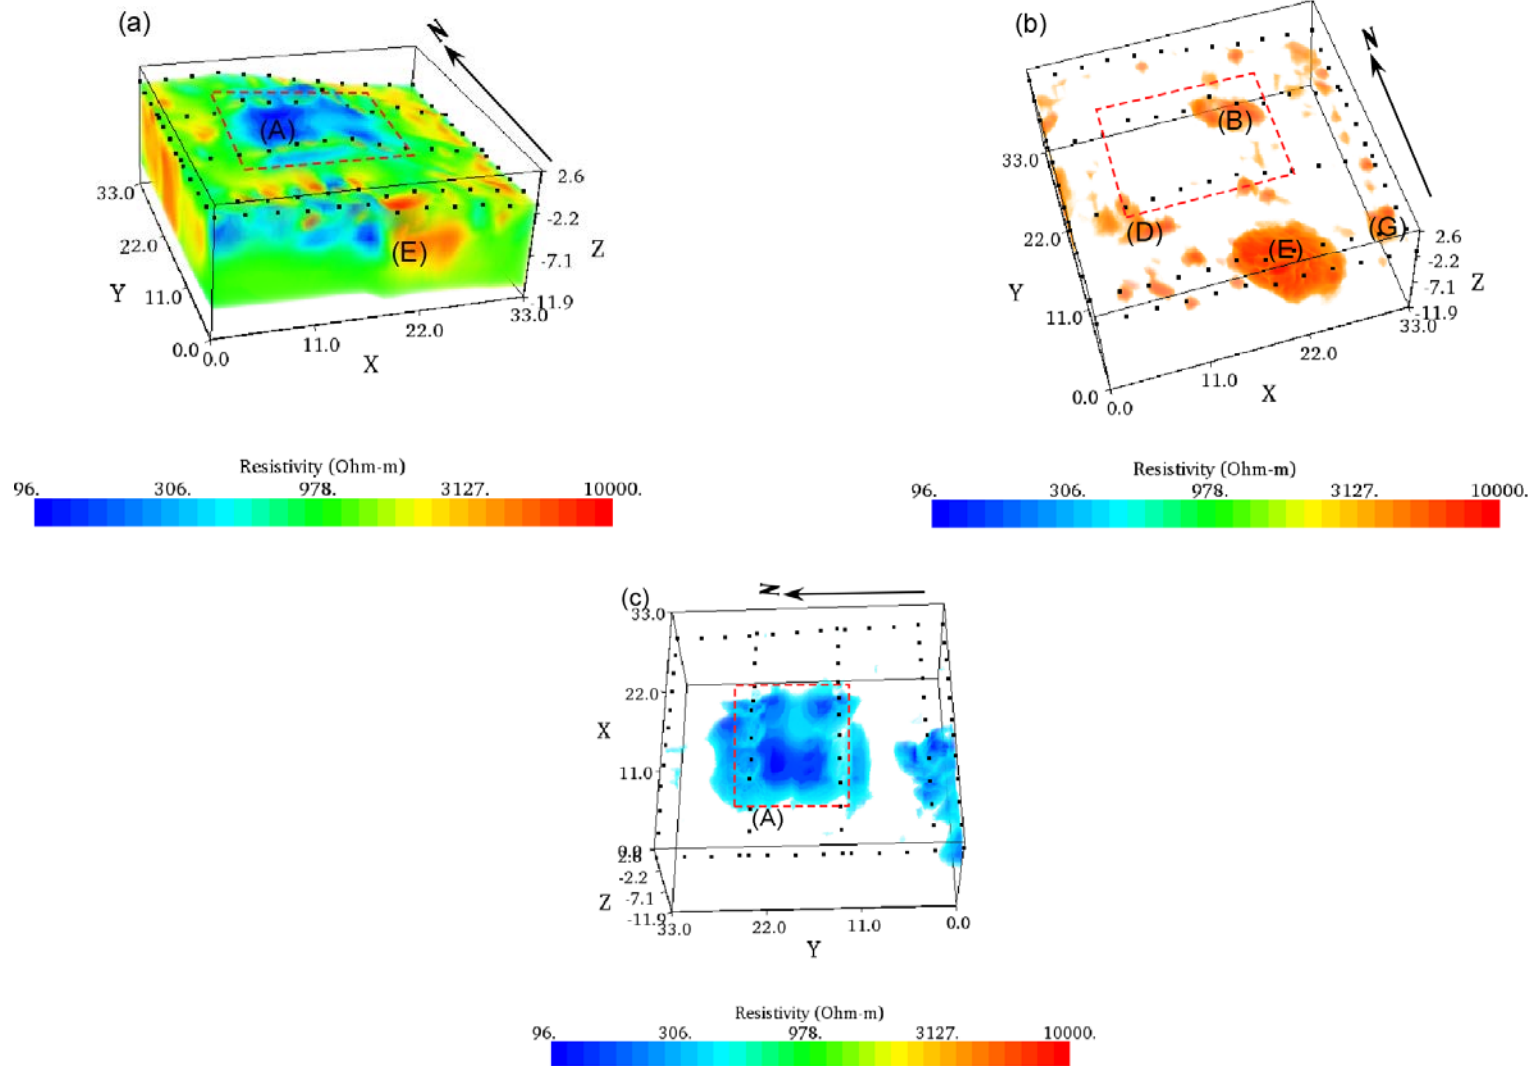 (a)
N
(A)
(E)
33.0
22.0
11.0
0.0
Y
0.0
11.0
22.0
33.0
X
2.6
-2.2
-7.1
-11.9
Z
Resistivity (Ohm-m)
96. 306. 978. 3127. 10000.
(b)
N
(B)
(D)
(E)
(G)
33.0
22.0
11.0
0.0
Y
0.0
11.0
22.0
33.0
X
2.6
-2.2
-7.1
-11.9
Z
Resistivity (Ohm-m)
96. 306. 978. 3127. 10000.
(c)
N
33.0
22.0
X
11.0
0.0
(A)
2.6
-2.2
-7.1
-11.9
Z
33.0 22.0 11.0 0.0
Y
Resistivity (Ohm-m)
96. 306. 978. 3127. 10000.